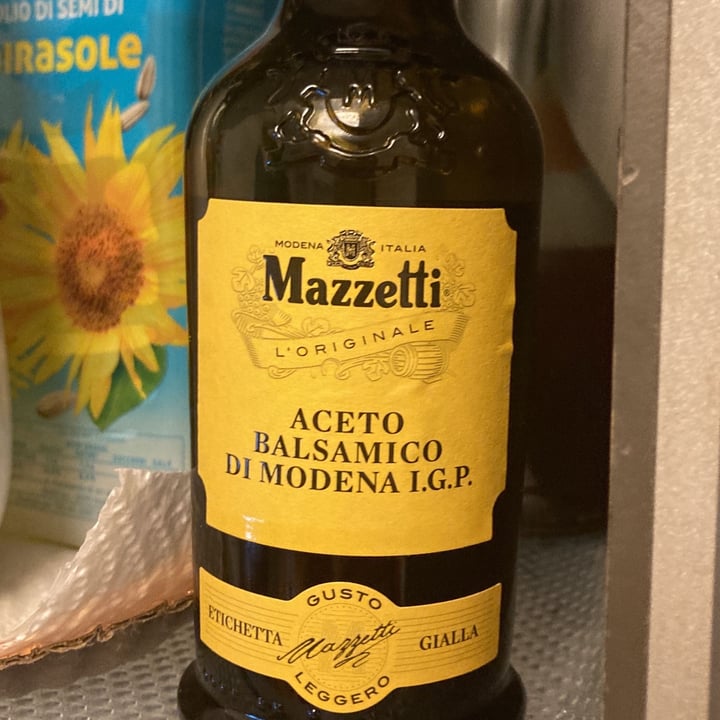 OLIO DI SEMI DI
GIRASOLE
M
MODENA ITALIA
Mazzetti
L'ORIGINALE
ACETO
BALSAMICO
DI MODENA I.G.P.
GUSTO
ETICHETTA Mazzetti GIALLA
LEGGERO